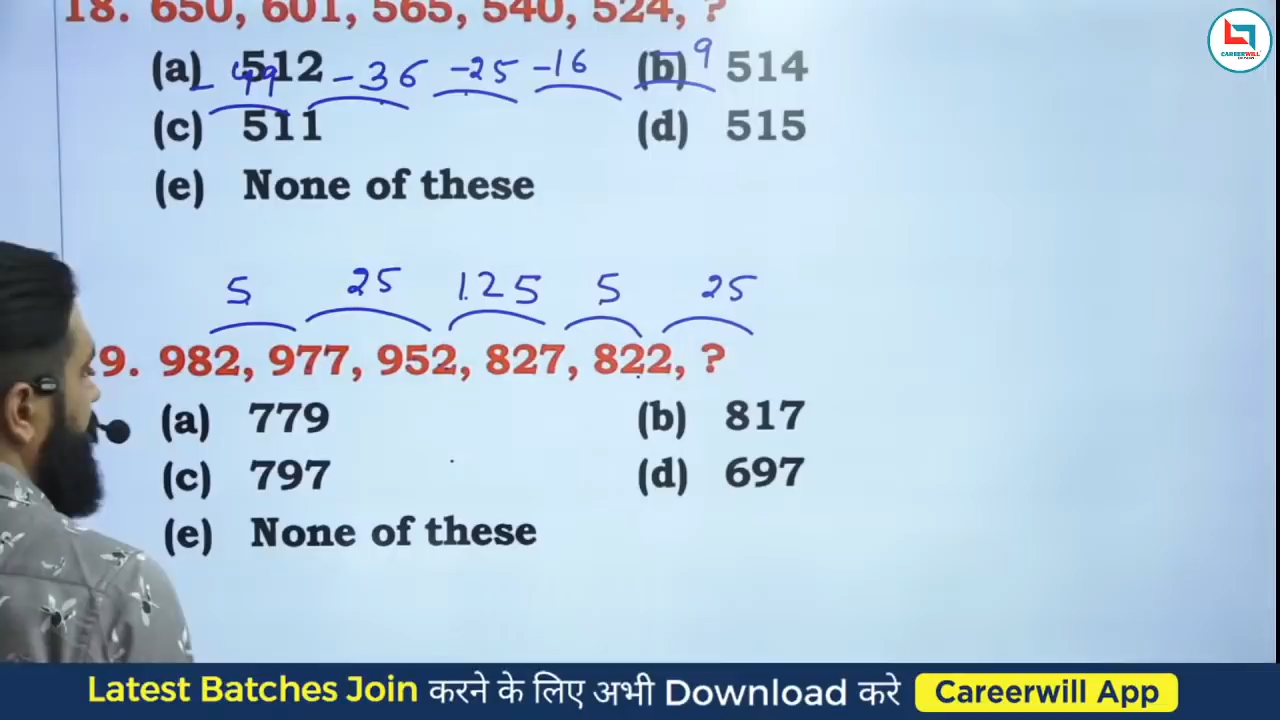 18. 650, 601, 565, 540, 524, ?
(a) 512 (b) 514
- 49 - 36 - 25 - 16 - 9
(c) 511 (d) 515
(e) None of these
5 25 125 5 25
9. 982, 977, 952, 827, 822, ?
(a) 779 (b) 817
(c) 797 (d) 697
(e) None of these
CAREERWILL
Latest Batches Join करने के लिए अभी Download करे Careerwill App